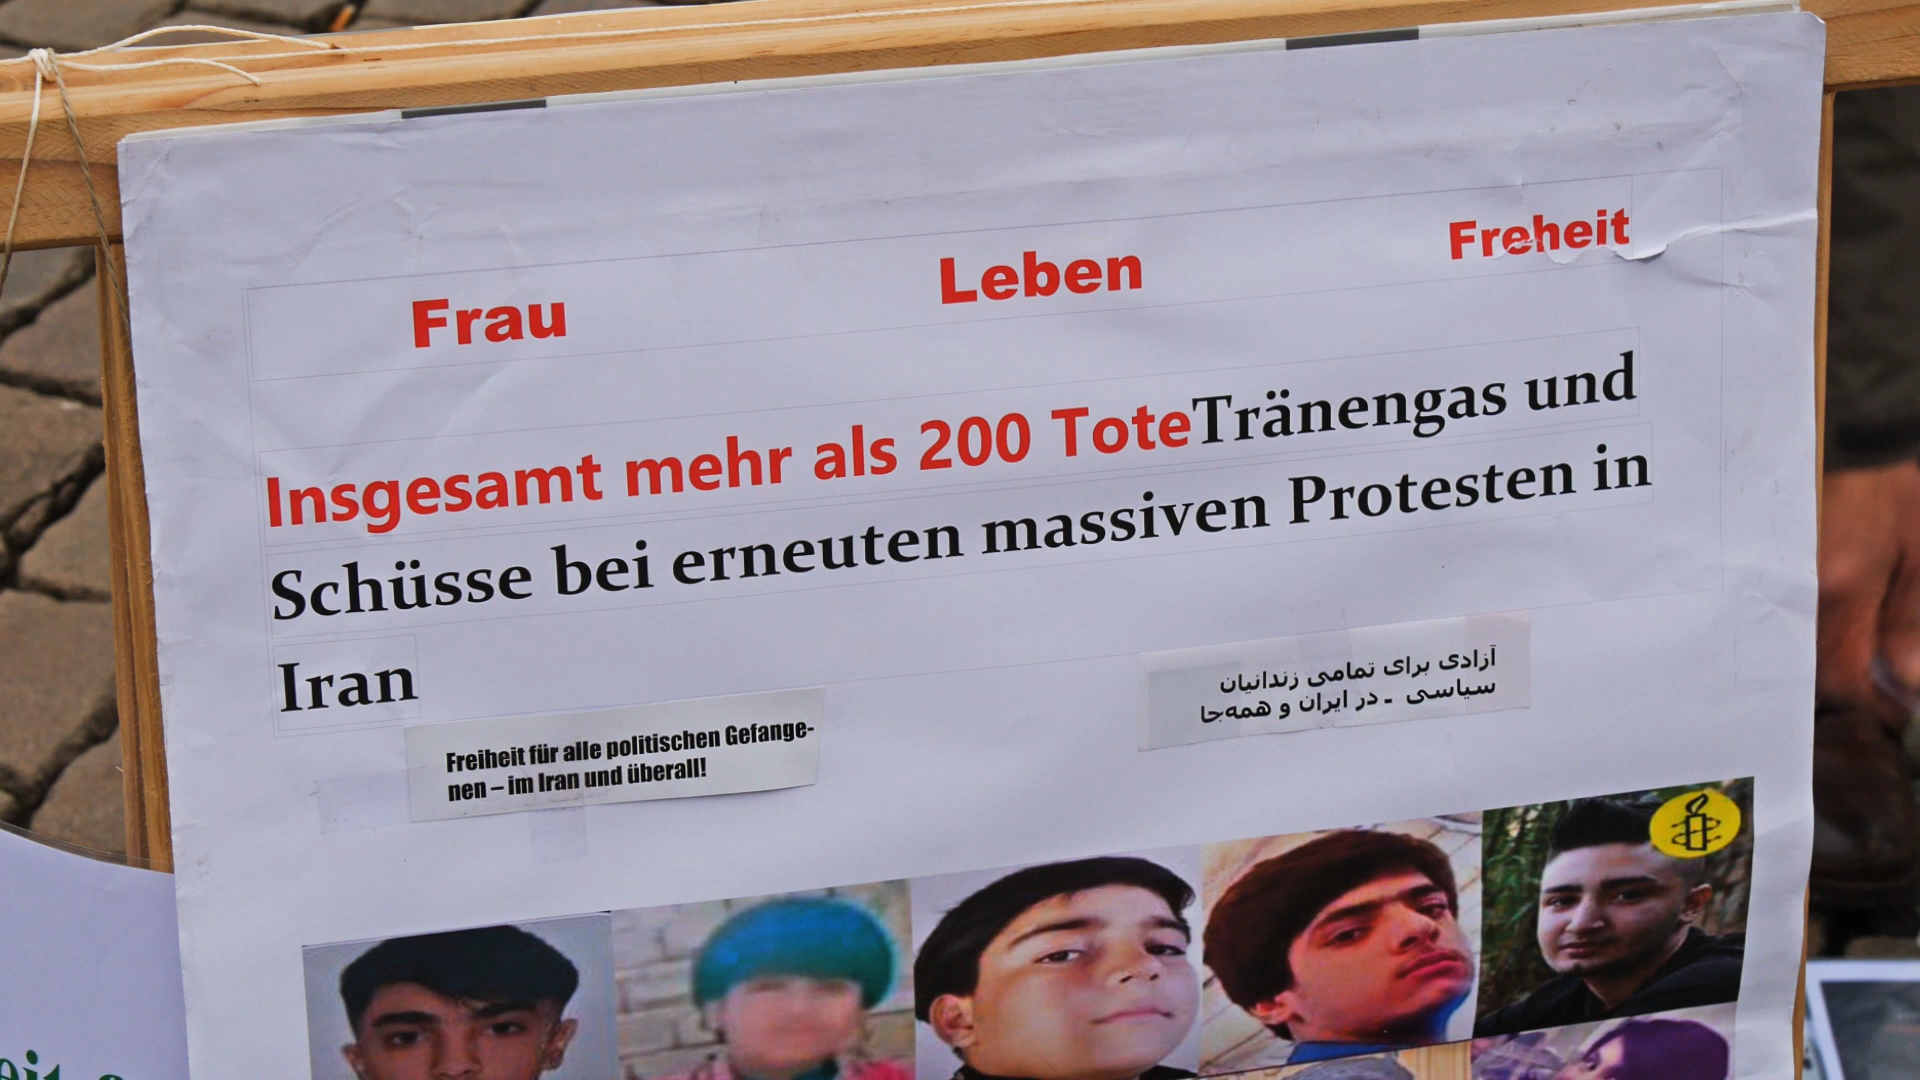 Frau Leben Freheit
Insgesamt mehr als 200 ToteTränengas und
Schüsse bei erneuten massiven Protesten in
Iran
Freiheit für alle politischen Gefange-
nen – im Iran und überall!
آزادی برای تمامی زندانیان
سیاسی ـ در ایران و همه‌جا